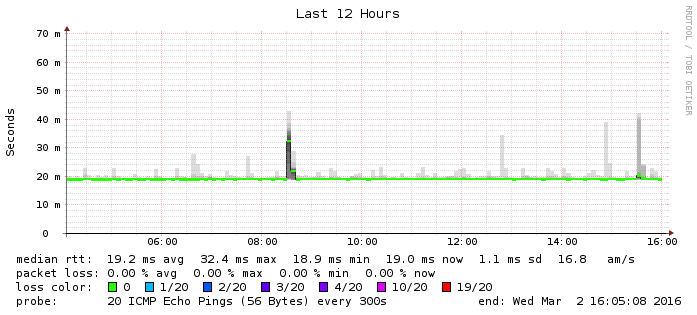 Last 12 Hours
RRDTOOL / TOBI OETIKER
Seconds
70 m
60 m
50 m
40 m
30 m
20 m
10 m
0
06:00 08:00 10:00 12:00 14:00 16:00
median rtt: 19.2 ms avg 32.4 ms max 18.9 ms min 19.0 ms now 1.1 ms sd 16.8 am/s
packet loss: 0.00 % avg 0.00 % max 0.00 % min 0.00 % now
loss color: 0 1/20 2/20 3/20 4/20 10/20 19/20
probe: 20 ICMP Echo Pings (56 Bytes) every 300s end: Wed Mar 2 16:05:08 2016